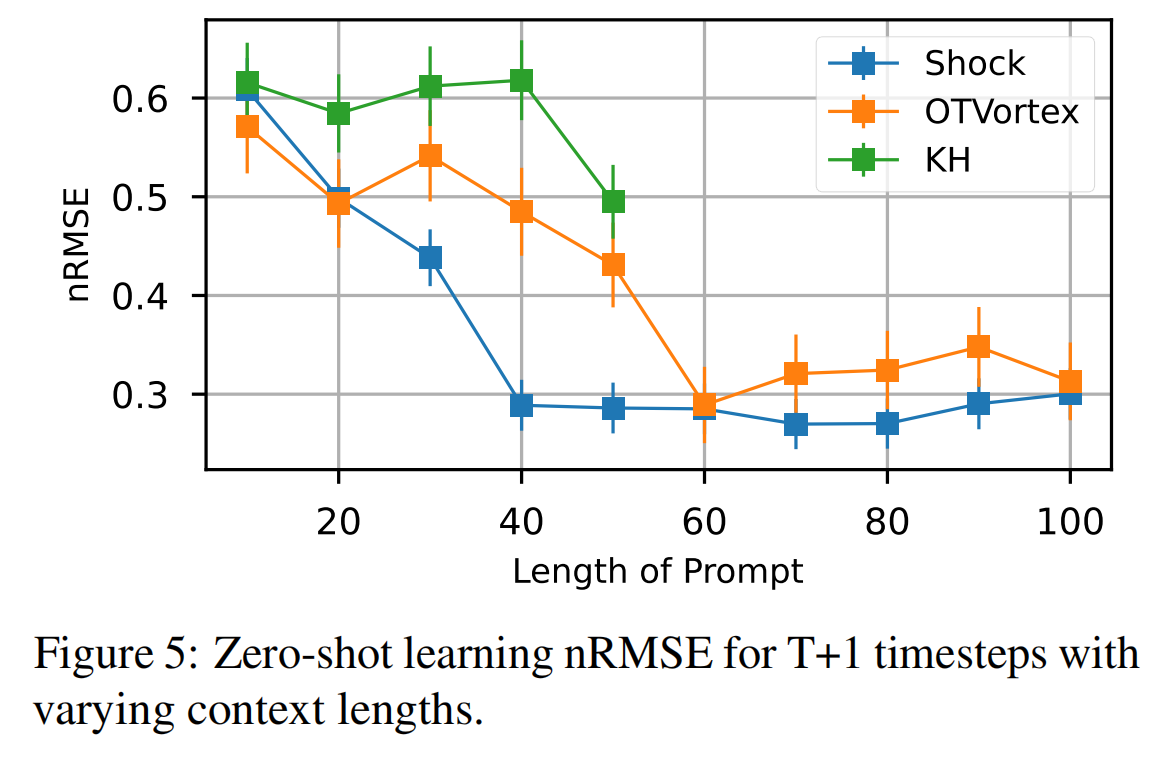 0.6
0.5
0.4
0.3
nRMSE
Shock
OTVortex
KH
20 40 60 80 100
Length of Prompt
Figure 5: Zero-shot learning nRMSE for T+1 timesteps with
varying context lengths.